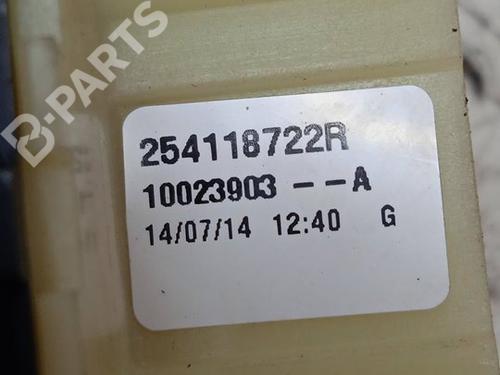 B-PARTS
254118722R
10023903 -- A
14/07/14 12:40 G